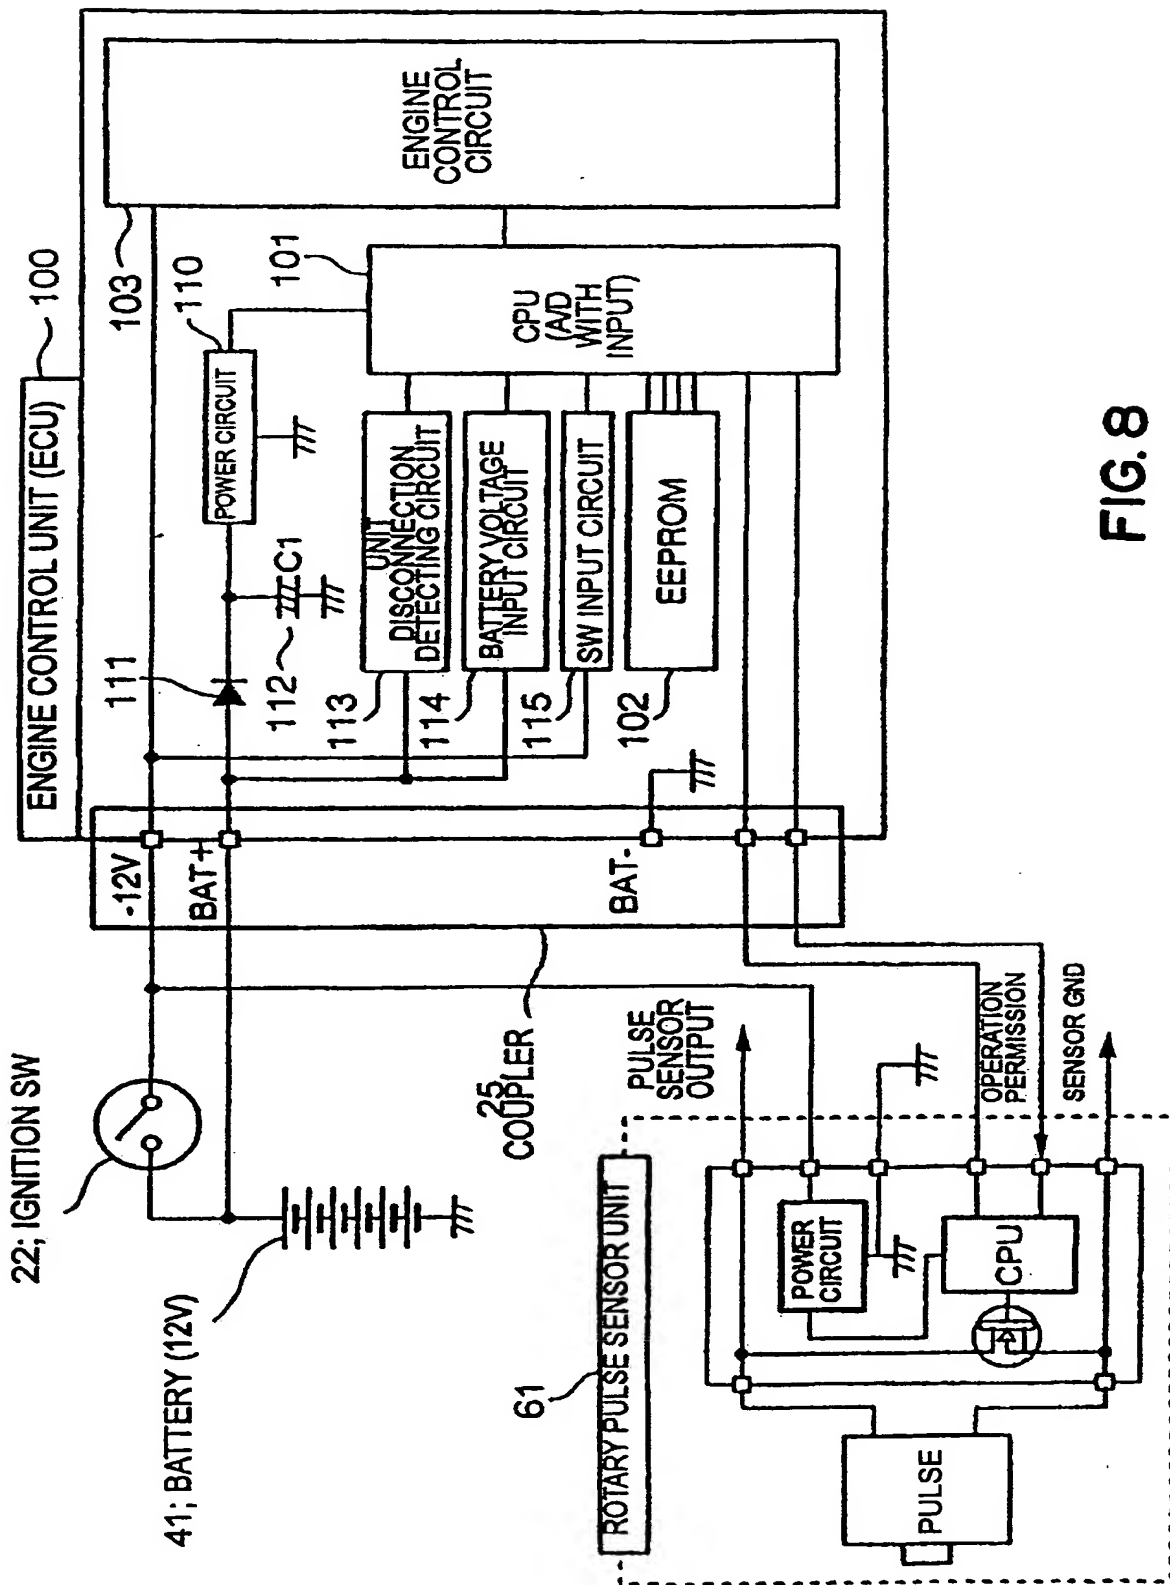 22; IGNITION SW
41; BATTERY (12V)
ENGINE CONTROL UNIT (ECU)
100
-12V
BAT+
BAT-
25
COUPLER
103
ENGINE
CONTROL
CIRCUIT
110
POWER CIRCUIT
111
112
C1
101
CPU
(A/D
WITH
INPUT)
113
UNIT
DISCONNECTION
DETECTING CIRCUIT
114
BATTERY VOLTAGE
INPUT CIRCUIT
115
SW INPUT CIRCUIT
102
EEPROM
61
ROTARY PULSE SENSOR UNIT
PULSE
SENSOR
OUTPUT
OPERATION
PERMISSION
SENSOR GND
POWER
CIRCUIT
CPU
PULSE
FIG. 8